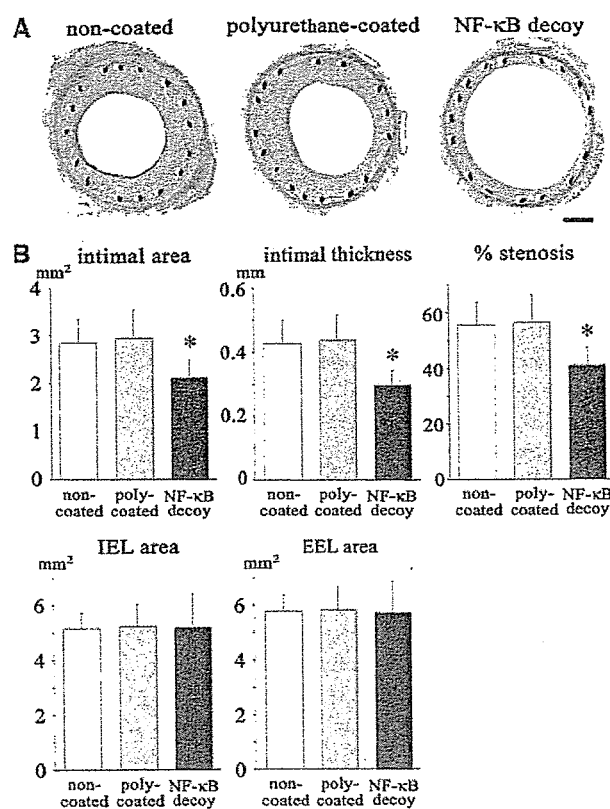 A
non-coated polyurethane-coated NF-κB decoy
B
intimal area intimal thickness % stenosis
mm² mm
4 0.6 60
3 0.4 40
2 0.2 20
1
0 0 0
* * *
non-coated poly-coated NF-κB decoy
non-coated poly-coated NF-κB decoy
non-coated poly-coated NF-κB decoy
IEL area EEL area
mm² mm²
6 6
4 4
2 2
0 0
non-coated poly-coated NF-κB decoy
non-coated poly-coated NF-κB decoy